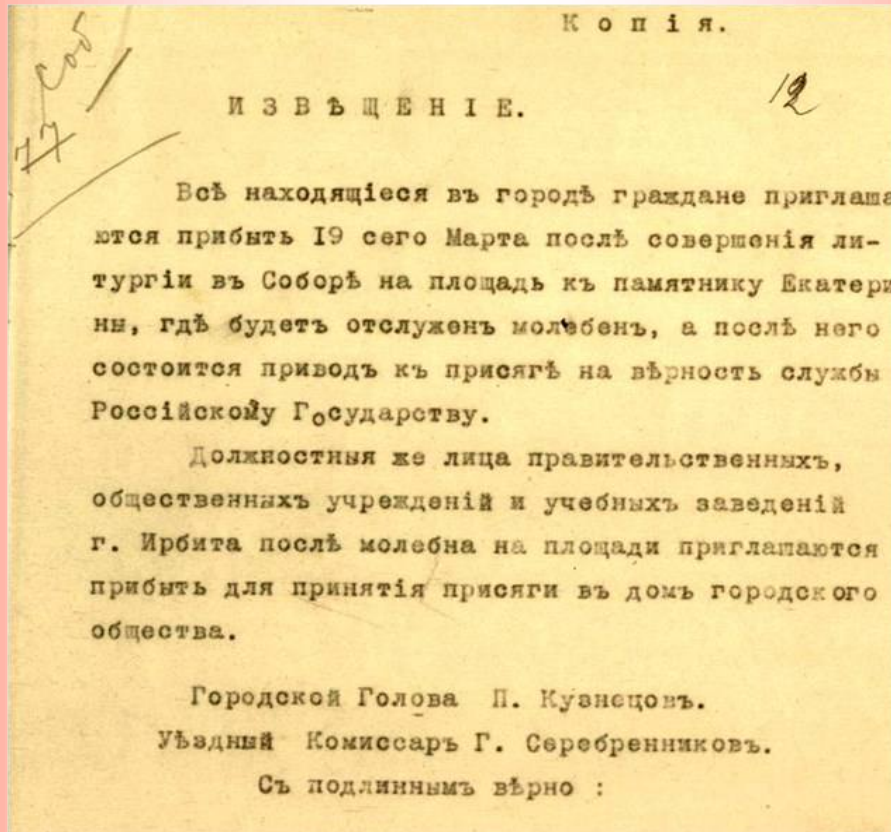 Копія.
Соб
77
12
ИЗВѢЩЕНІЕ.
Всѣ находящіеся въ городѣ граждане приглаша
ются прибыть I9 сего Марта послѣ совершенія ли-
тургіи въ Соборѣ на площадь къ памятнику Екатери
ны, гдѣ будетъ отслуженъ молебенъ, а послѣ него
состоится приводъ къ присягѣ на вѣрность службы
Россійскому Государству.
Должностныя же лица правительственныхъ,
общественныхъ учрежденій и учебныхъ заведеній
г. Ирбита послѣ молебна на площади приглашаются
прибыть для принятія присяги въ домъ городского
общества.
Городской Голова П. Кузнецовъ.
Уѣздный Комиссаръ Г. Серебренниковъ.
Съ подлиннымъ вѣрно :